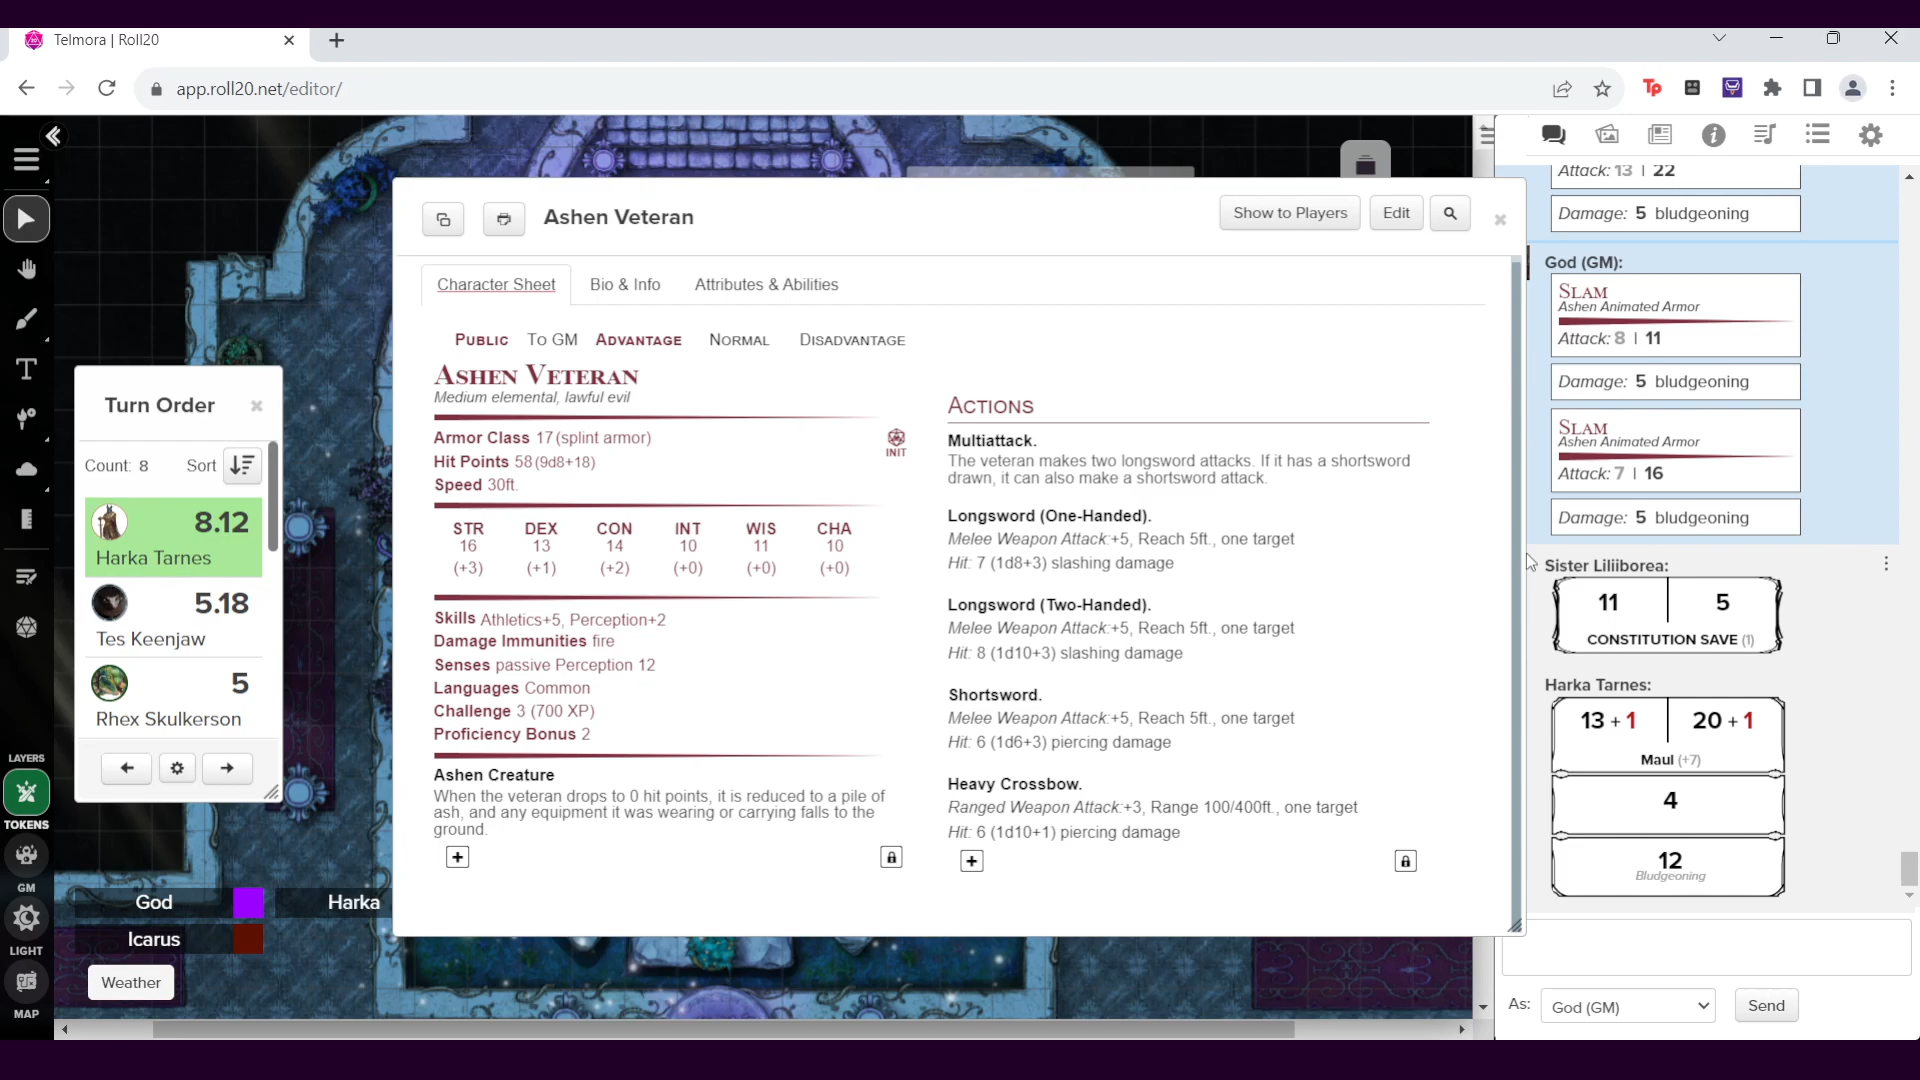 Telmora | Roll20
app.roll20.net/editor/
Tp
Turn Order
Count: 8 Sort
8.12
Harka Tarnes
5.18
Tes Keenjaw
5
Rhex Skulkerson
LAYERS
TOKENS
GM
LIGHT
MAP
God
Harka
Icarus
Weather
Ashen Veteran
Show to Players
Edit
Character Sheet
Bio & Info
Attributes & Abilities
PUBLIC TO GM ADVANTAGE NORMAL DISADVANTAGE
ASHEN VETERAN
Medium elemental, lawful evil
Armor Class 17 (splint armor)
Hit Points 58 (9d8+18)
Speed 30ft.
INIT
STR DEX CON INT WIS CHA
16 13 14 10 11 10
(+3) (+1) (+2) (+0) (+0) (+0)
Skills Athletics+5, Perception+2
Damage Immunities fire
Senses passive Perception 12
Languages Common
Challenge 3 (700 XP)
Proficiency Bonus 2
Ashen Creature
When the veteran drops to 0 hit points, it is reduced to a pile of
ash, and any equipment it was wearing or carrying falls to the
ground.
ACTIONS
Multiattack.
The veteran makes two longsword attacks. If it has a shortsword
drawn, it can also make a shortsword attack.
Longsword (One-Handed).
Melee Weapon Attack:+5, Reach 5ft., one target
Hit: 7 (1d8+3) slashing damage
Longsword (Two-Handed).
Melee Weapon Attack:+5, Reach 5ft., one target
Hit: 8 (1d10+3) slashing damage
Shortsword.
Melee Weapon Attack:+5, Reach 5ft., one target
Hit: 6 (1d6+3) piercing damage
Heavy Crossbow.
Ranged Weapon Attack:+3, Range 100/400ft., one target
Hit: 6 (1d10+1) piercing damage
Attack: 13 | 22
Damage: 5 bludgeoning
God (GM):
SLAM
Ashen Animated Armor
Attack: 8 | 11
Damage: 5 bludgeoning
SLAM
Ashen Animated Armor
Attack: 7 | 16
Damage: 5 bludgeoning
Sister Liliiborea:
11 5
CONSTITUTION SAVE (1)
Harka Tarnes:
13 + 1 20 + 1
Maul (+7)
4
12
Bludgeoning
As:
God (GM)
Send